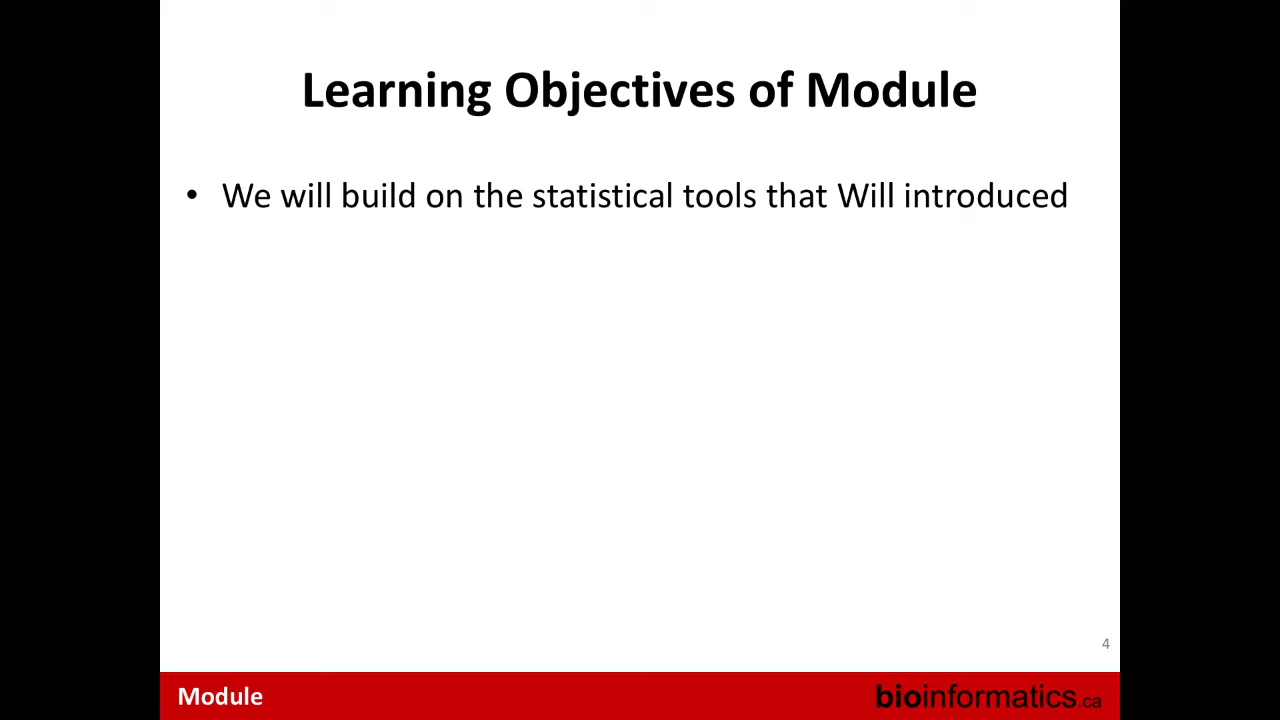 Learning Objectives of Module
• We will build on the statistical tools that Will introduced
4
Module
bioinformatics.ca